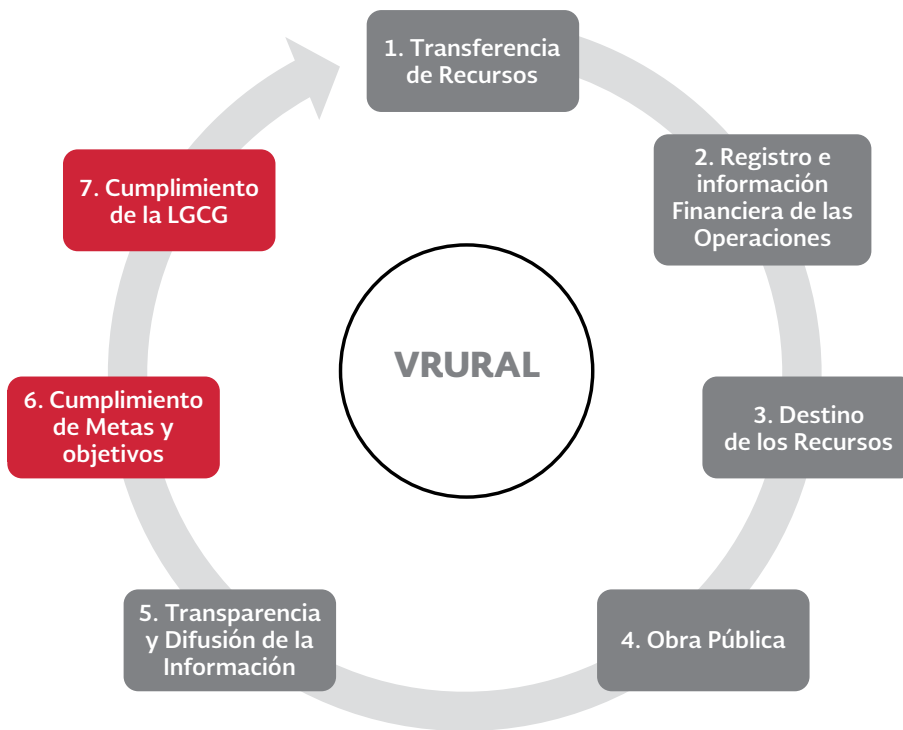 1. Transferencia
de Recursos
2. Registro e
información
Financiera de las
Operaciones
3. Destino
de los Recursos
4. Obra Pública
5. Transparencia
y Difusión de la
Información
6. Cumplimiento
de Metas y
objetivos
7. Cumplimiento
de la LGCG
VRURAL